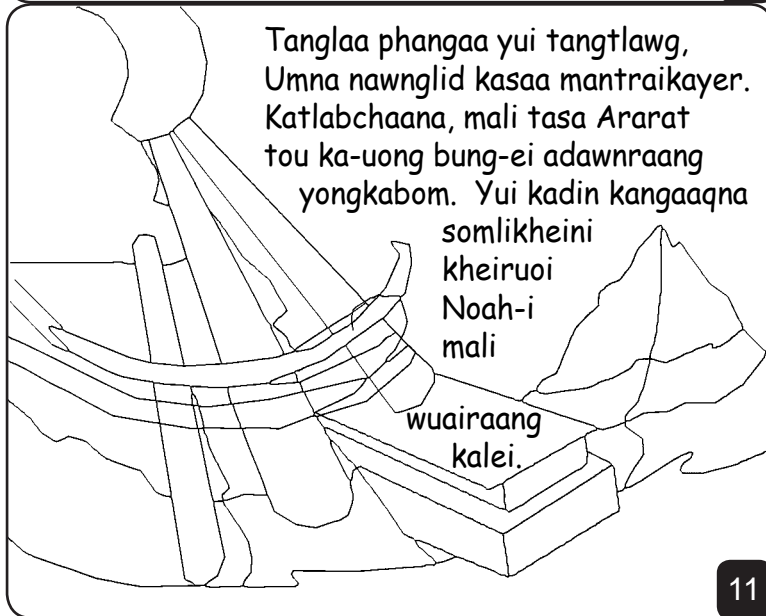 Tanglaa phangaa yui tangtlawg,
Umna nawnglid kasaa mantraikayer.
Katlabchaana, mali tasa Ararat
tou ka-uong bung-ei adawnraang
yongkabom. Yui kadin kangaaqna
somlikheini
kheiruoi
Noah-i
mali
wuairaang
kalei.
11